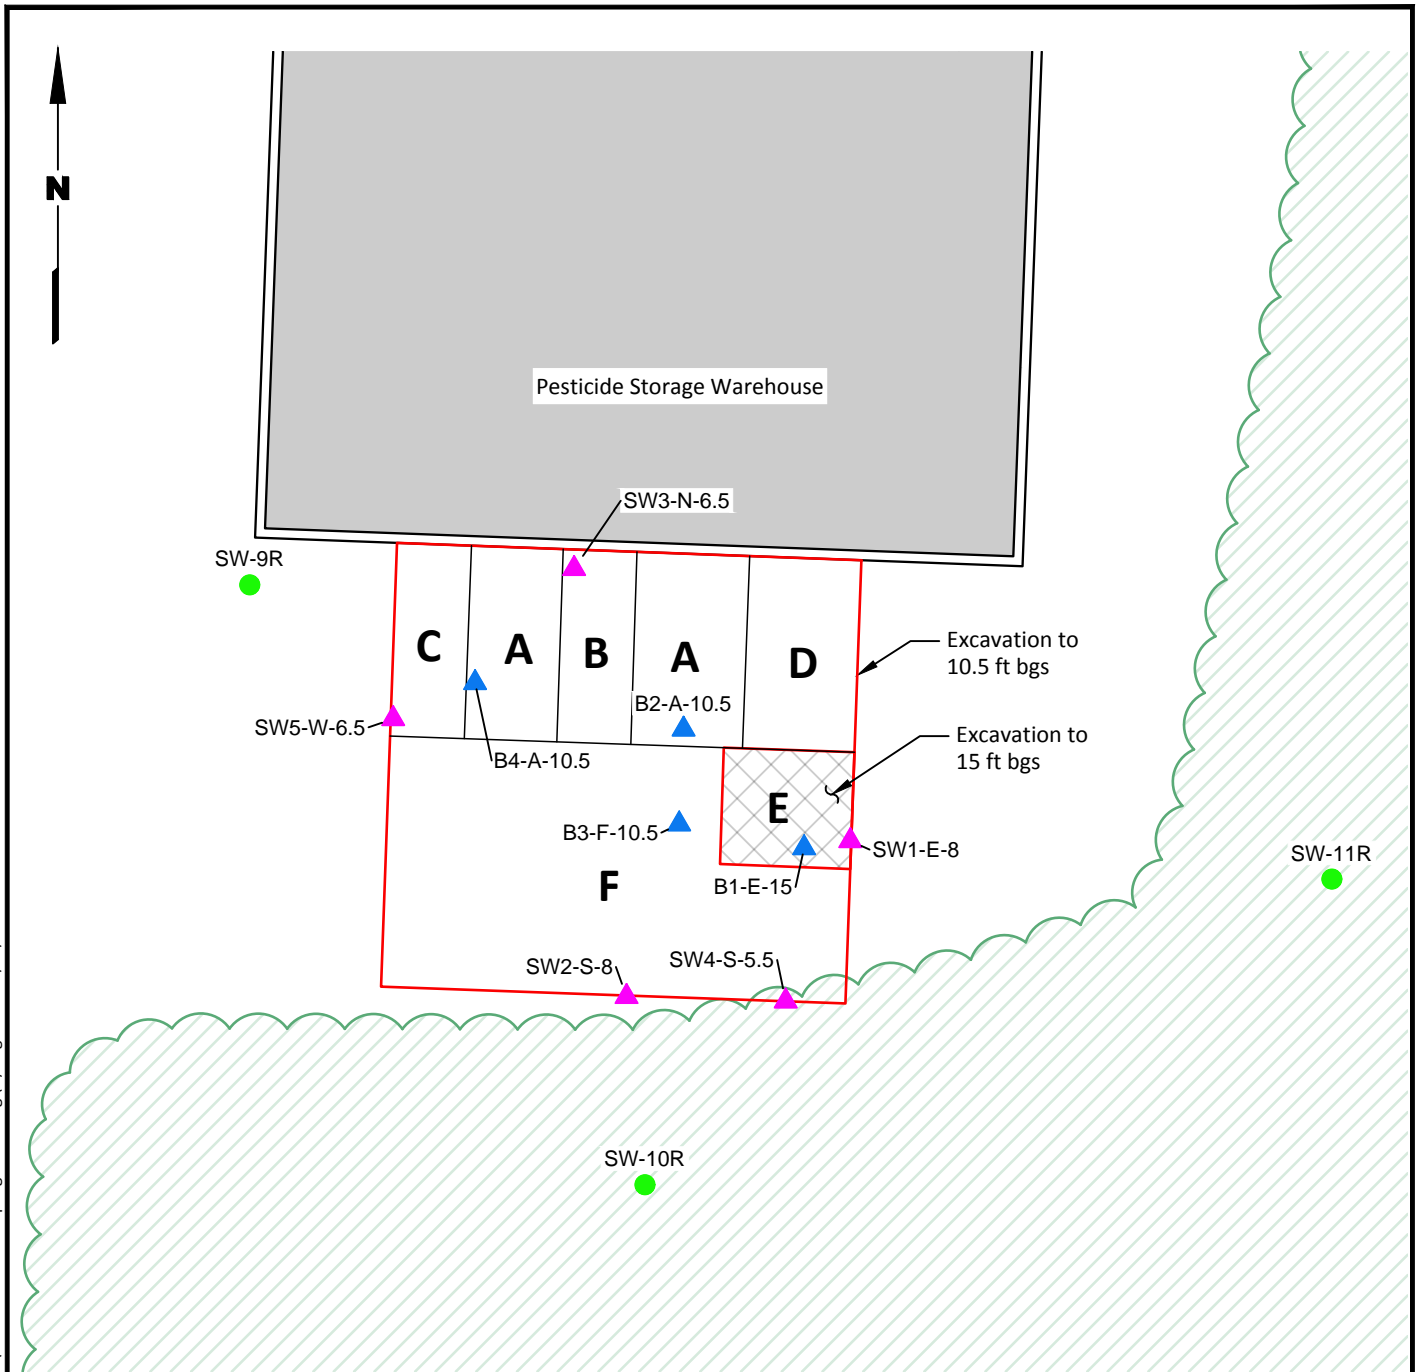 N
Pesticide Storage Warehouse
SW3-N-6.5
SW-9R
C
A
B
A
D
Excavation to
10.5 ft bgs
B2-A-10.5
SW5-W-6.5
B4-A-10.5
Excavation to
15 ft bgs
E
B3-F-10.5
SW1-E-8
SW-11R
F
B1-E-15
SW2-S-8
SW4-S-5.5
SW-10R